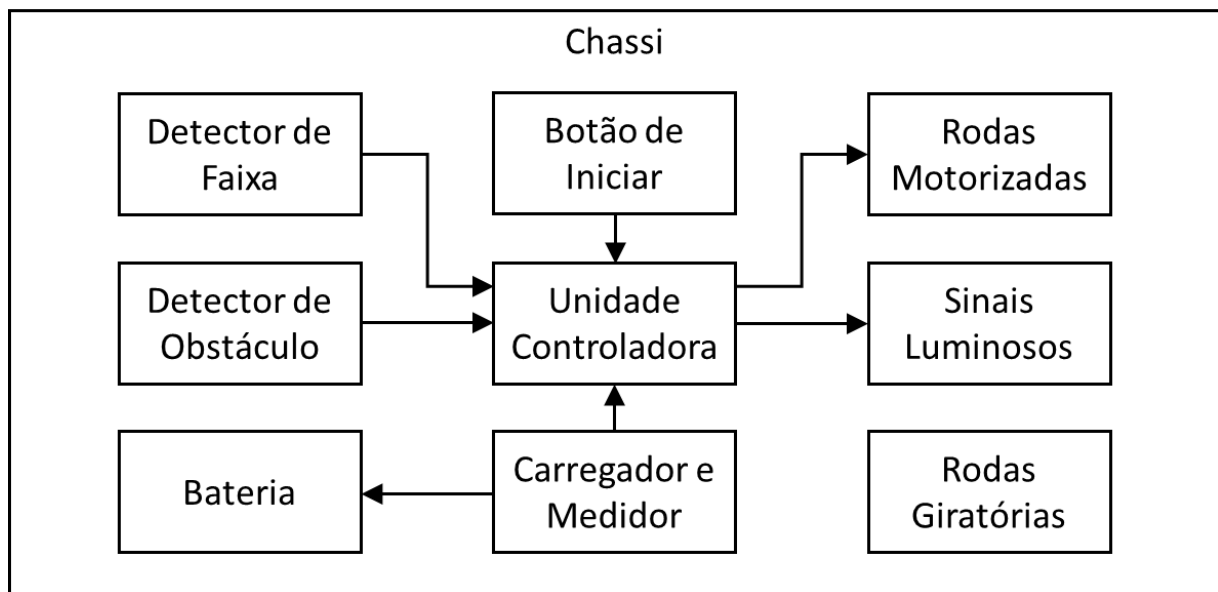 Chassi
Detector de
Faixa
Botão de
Iniciar
Rodas
Motorizadas
Detector de
Obstáculo
Unidade
Controladora
Sinais
Luminosos
Bateria
Carregador e
Medidor
Rodas
Giratórias